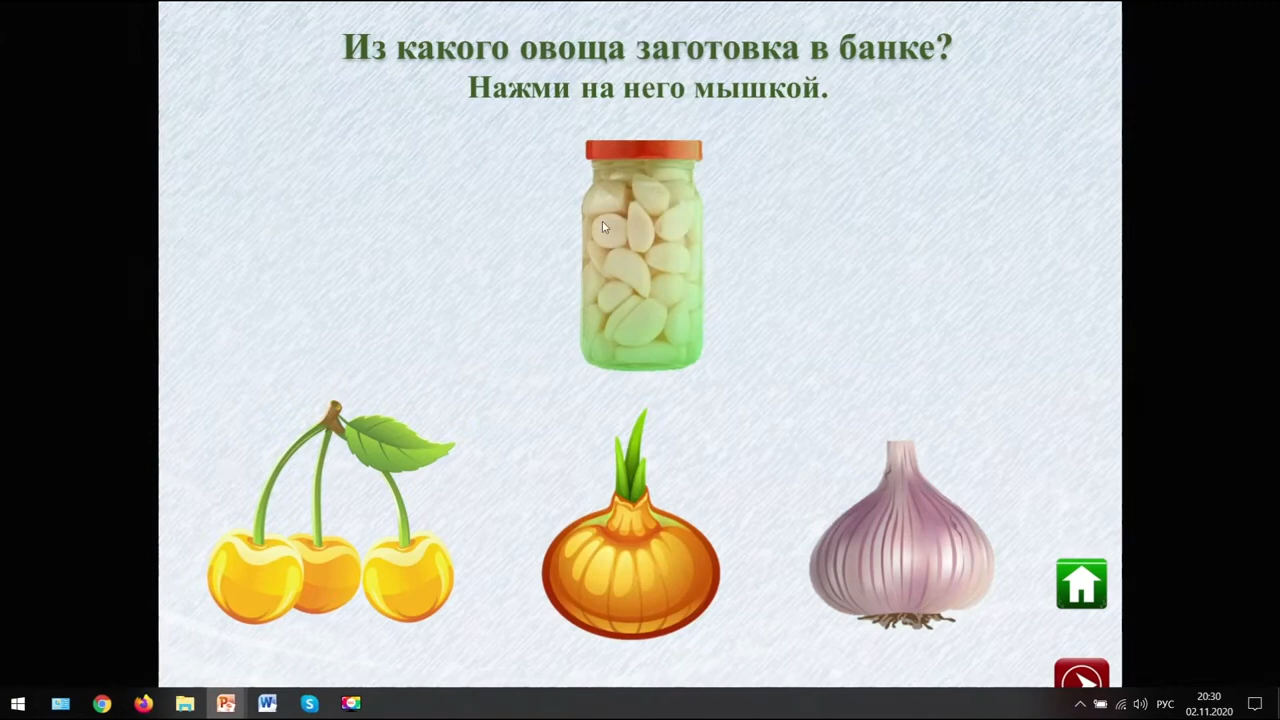 Из какого овоща заготовка в банке?
Нажми на него мышкой.
РУС
20:30
02.11.2020